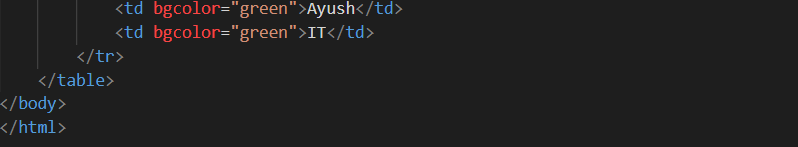 <td bgcolor="green">Ayush</td>
<td bgcolor="green">IT</td>
</tr>
</table>
</body>
</html>